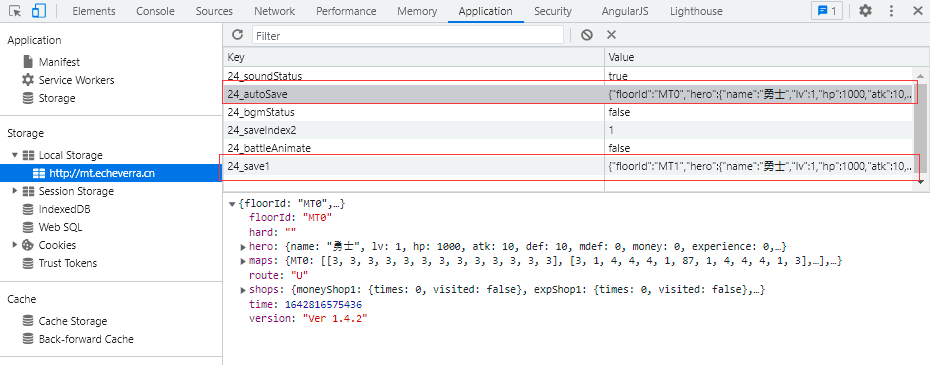 Elements Console Sources Network Performance Memory Application Security AngularJS Lighthouse 1
Application
Manifest
Service Workers
Storage
Storage
Local Storage
http://mt.echeverra.cn
Session Storage
IndexedDB
Web SQL
Cookies
Trust Tokens
Cache
Cache Storage
Back-forward Cache
Filter
Key Value
24_soundStatus true
24_autoSave {"floorId":"MT0","hero":{"name":"勇士","lv":1,"hp":1000,"atk":10,...
24_bgmStatus false
24_saveIndex2 1
24_battleAnimate false
24_save1 {"floorId":"MT1","hero":{"name":"勇士","lv":1,"hp":1000,"atk":10,...
{floorId: "MT0",…}
floorId: "MT0"
hard: ""
hero: {name: "勇士", lv: 1, hp: 1000, atk: 10, def: 10, mdef: 0, money: 0, experience: 0,…}
maps: {MT0: [[3, 3, 3, 3, 3, 3, 3, 3, 3, 3, 3, 3, 3], [3, 1, 4, 4, 4, 1, 87, 1, 4, 4, 4, 1, 3],…],…}
route: "U"
shops: {moneyShop1: {times: 0, visited: false}, expShop1: {times: 0, visited: false},…}
time: 1642816575436
version: "Ver 1.4.2"